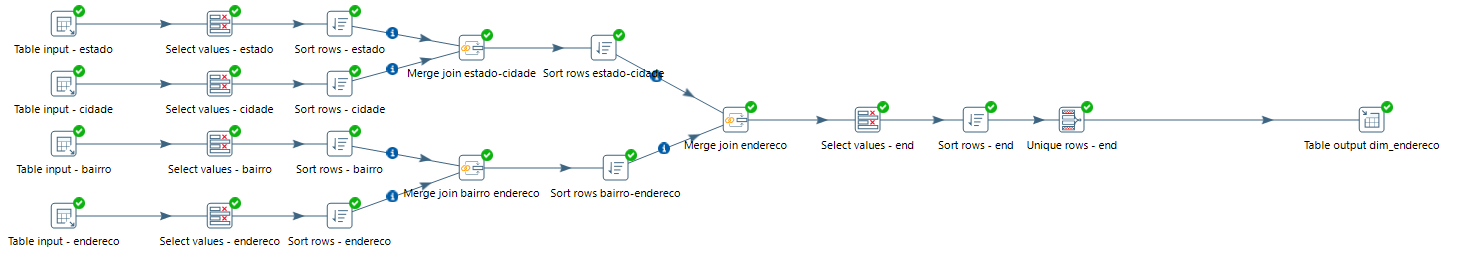 Table input - estado
Select values - estado
Sort rows - estado
Merge join estado-cidade
Sort rows estado-cidade
Table input - cidade
Select values - cidade
Sort rows - cidade
Merge join endereco
Select values - end
Sort rows - end
Unique rows - end
Table output dim_endereco
Table input - bairro
Select values - bairro
Sort rows - bairro
Merge join bairro endereco
Sort rows bairro-endereco
Table input - endereco
Select values - endereco
Sort rows - endereco